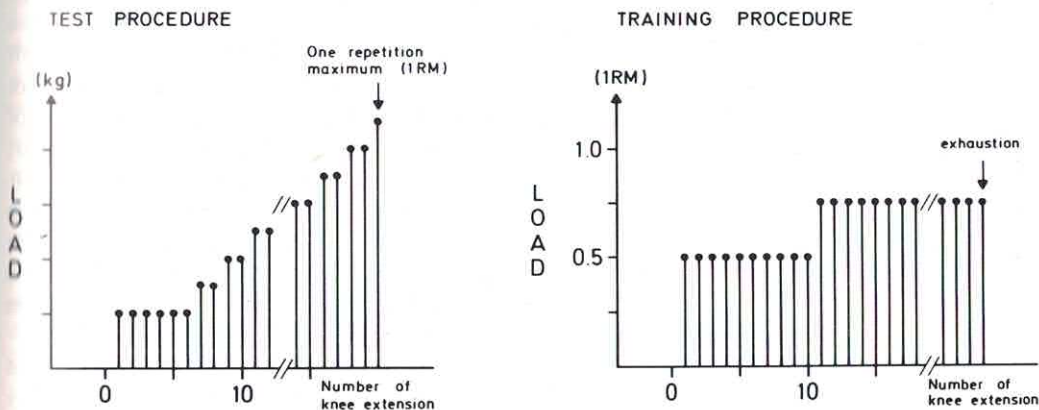 TEST PROCEDURE
One repetition
maximum (1RM)
(kg)
LOAD
0
10
Number of
knee extension
TRAINING PROCEDURE
(1RM)
1.0
exhaustion
LOAD
0.5
0
10
Number of
knee extension